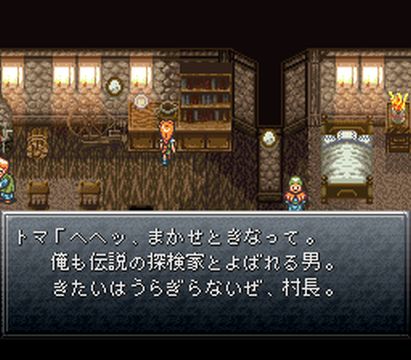 トマ「ヘヘッ、まかせときなって。
俺も伝説の探検家とよばれる男。
きたいはうらぎらないぜ、村長。